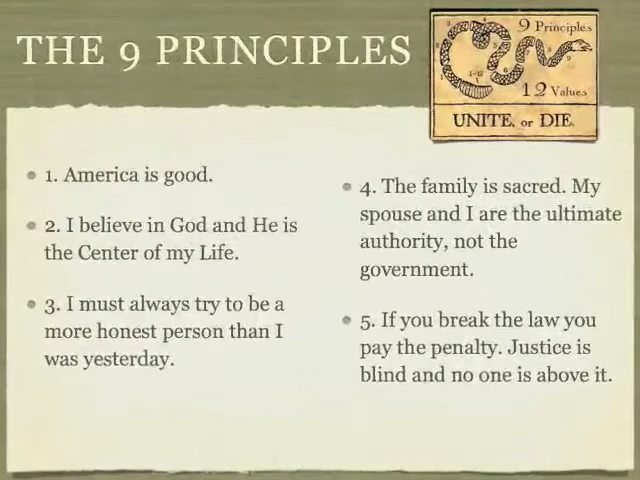 THE 9 PRINCIPLES
9 Principles
12 Values
UNITE, or DIE.
1. America is good.
2. I believe in God and He is
the Center of my Life.
3. I must always try to be a
more honest person than I
was yesterday.
4. The family is sacred. My
spouse and I are the ultimate
authority, not the
government.
5. If you break the law you
pay the penalty. Justice is
blind and no one is above it.